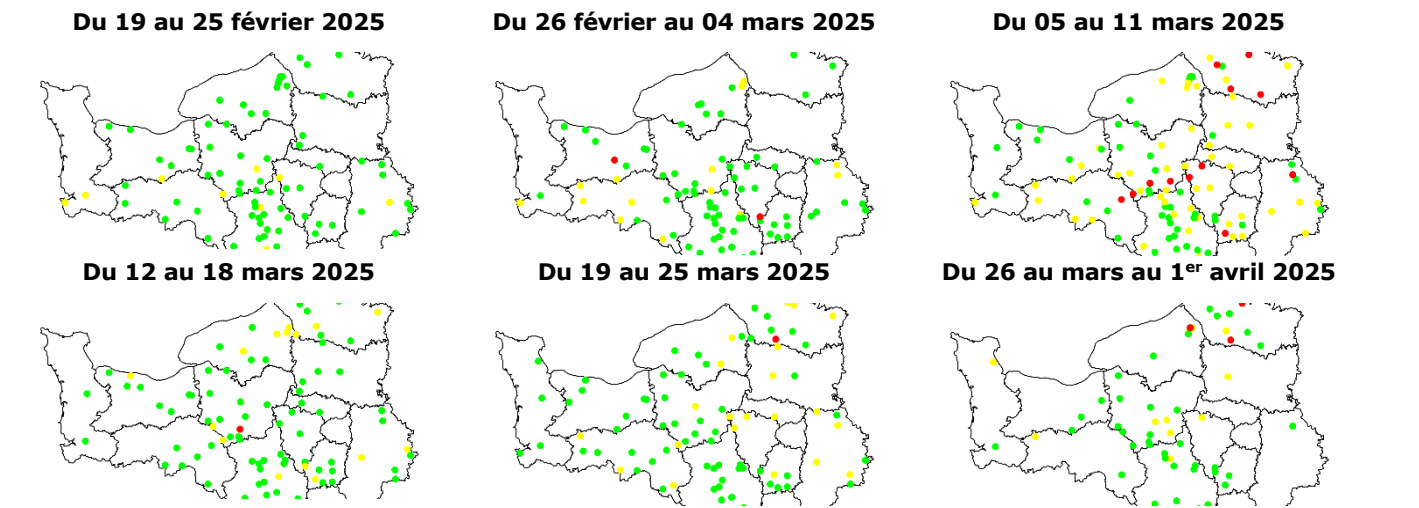 Du 19 au 25 février 2025
Du 26 février au 04 mars 2025
Du 05 au 11 mars 2025
Du 12 au 18 mars 2025
Du 19 au 25 mars 2025
Du 26 au mars au 1er avril 2025